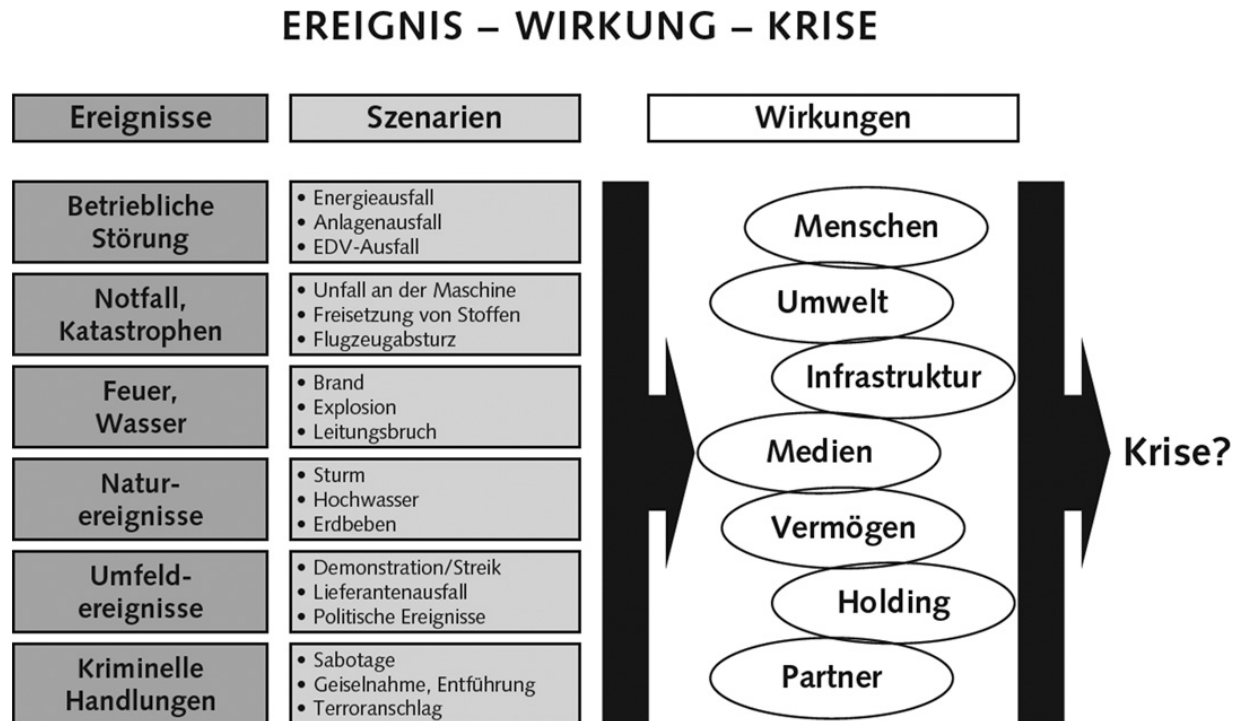 EREIGNIS – WIRKUNG – KRISE
Ereignisse
Szenarien
Wirkungen
Betriebliche
Störung
• Energieausfall
• Anlagenausfall
• EDV-Ausfall
Notfall,
Katastrophen
• Unfall an der Maschine
• Freisetzung von Stoffen
• Flugzeugabsturz
Feuer,
Wasser
• Brand
• Explosion
• Leitungsbruch
Natur-
ereignisse
• Sturm
• Hochwasser
• Erdbeben
Umfeld-
ereignisse
• Demonstration/Streik
• Lieferantenausfall
• Politische Ereignisse
Kriminelle
Handlungen
• Sabotage
• Geiselnahme, Entführung
• Terroranschlag
Menschen
Umwelt
Infrastruktur
Medien
Vermögen
Holding
Partner
Krise?